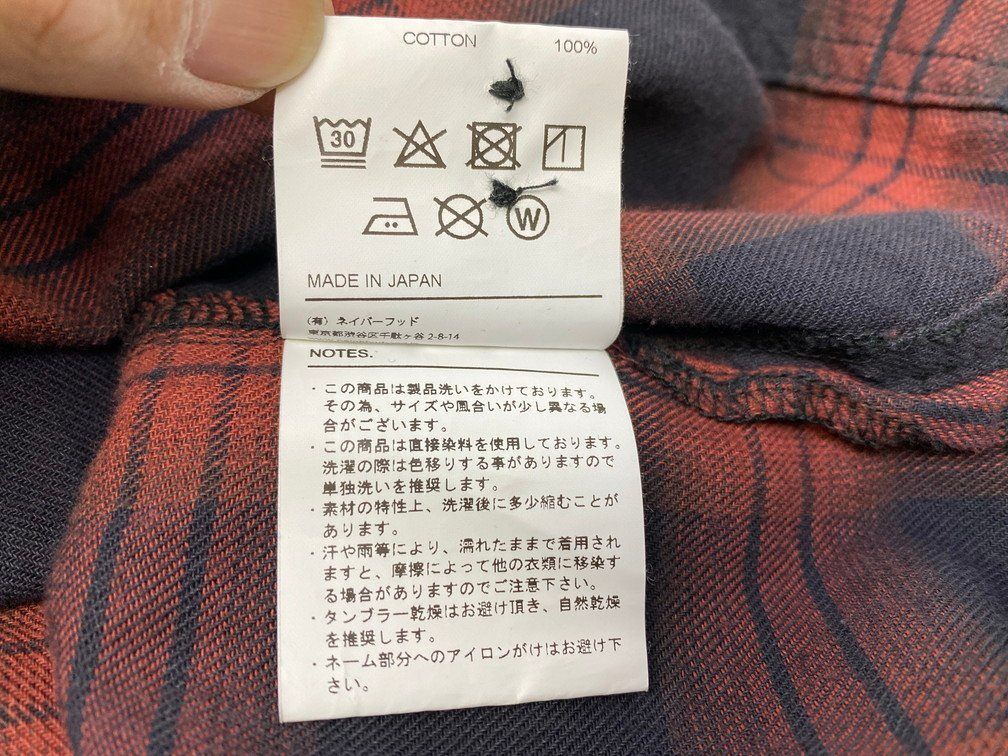 COTTON 100%
30
W
MADE IN JAPAN
(有) ネイバーフッド
東京都渋谷区千駄ヶ谷 2-8-14
NOTES.
・この商品は製品洗いをかけております。
その為、サイズや風合いが少し異なる場
合がございます。
・この商品は直接染料を使用しております。
洗濯の際は色移りする事がありますので
単独洗いを推奨します。
・素材の特性上、洗濯後に多少縮むことが
あります。
・汗や雨等により、濡れたままで着用され
ますと、摩擦によって他の衣類に移染す
る場合がありますのでご注意下さい。
・タンブラー乾燥はお避け頂き、自然乾燥
を推奨します。
・ネーム部分へのアイロンがけはお避け下
さい。